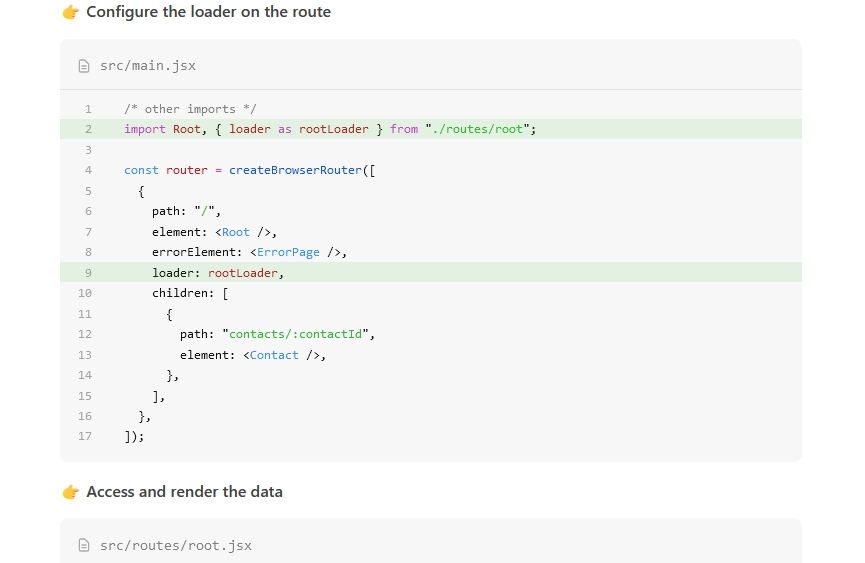 👉 Configure the loader on the route
src/main.jsx
1 /* other imports */
2 import Root, { loader as rootLoader } from "./routes/root";
3
4 const router = createBrowserRouter([
5   {
6     path: "/",
7     element: <Root />,
8     errorElement: <ErrorPage />,
9     loader: rootLoader,
10     children: [
11       {
12         path: "contacts/:contactId",
13         element: <Contact />,
14       },
15     ],
16   },
17 ]);
👉 Access and render the data
src/routes/root.jsx